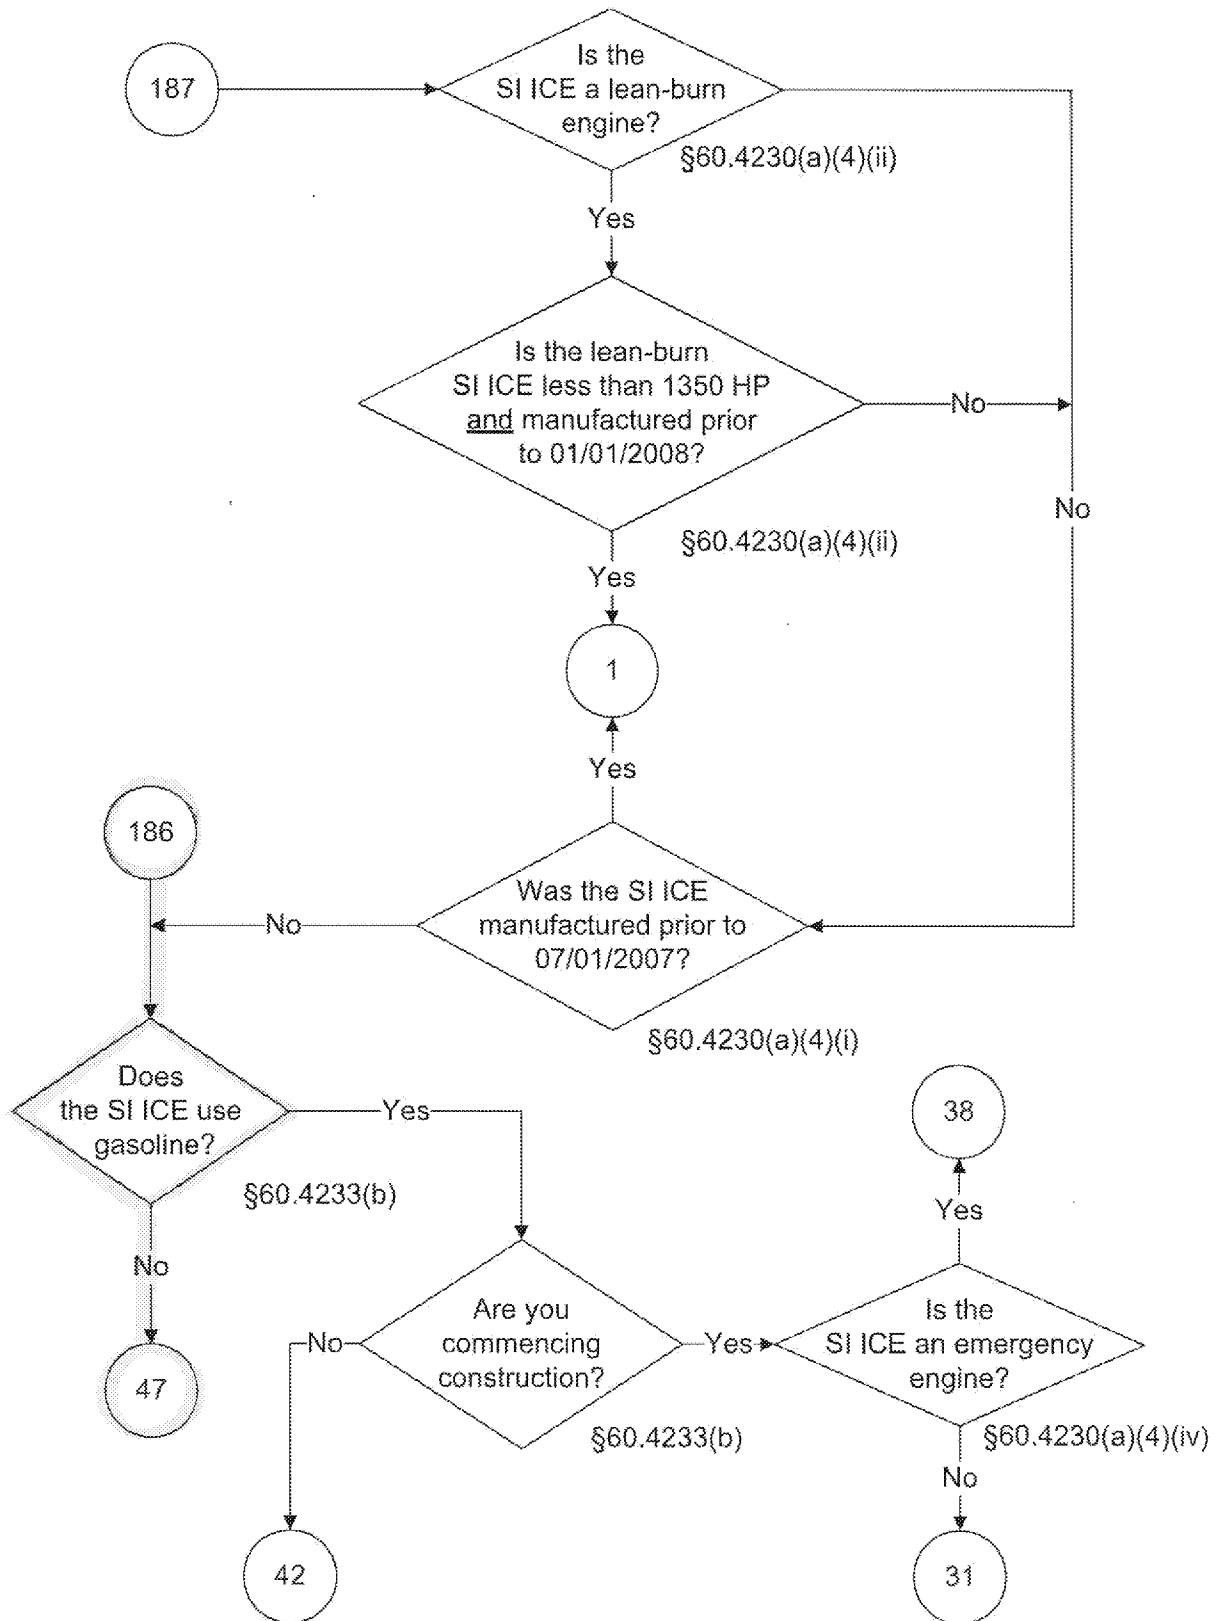 Is the
187
SI ICE a lean-burn
engine?
§60.4230(a)(4)(ii)
Yes
Is the lean-burn
SI ICE less than 1350 HP
and manufactured prior
to 01/01/2008?
No
No
§60.4230(a)(4)(ii)
Yes
1
Yes
186
Was the SI ICE
manufactured prior to
07/01/2007?
No
§60.4230(a)(4)(i)
Does
the SI ICE use
gasoline?
Yes
38
§60.4233(b)
Yes
No
Are you
commencing
construction?
No
Yes
Is the
SI ICE an emergency
engine?
47
§60.4233(b)
§60.4230(a)(4)(iv)
No
42
31